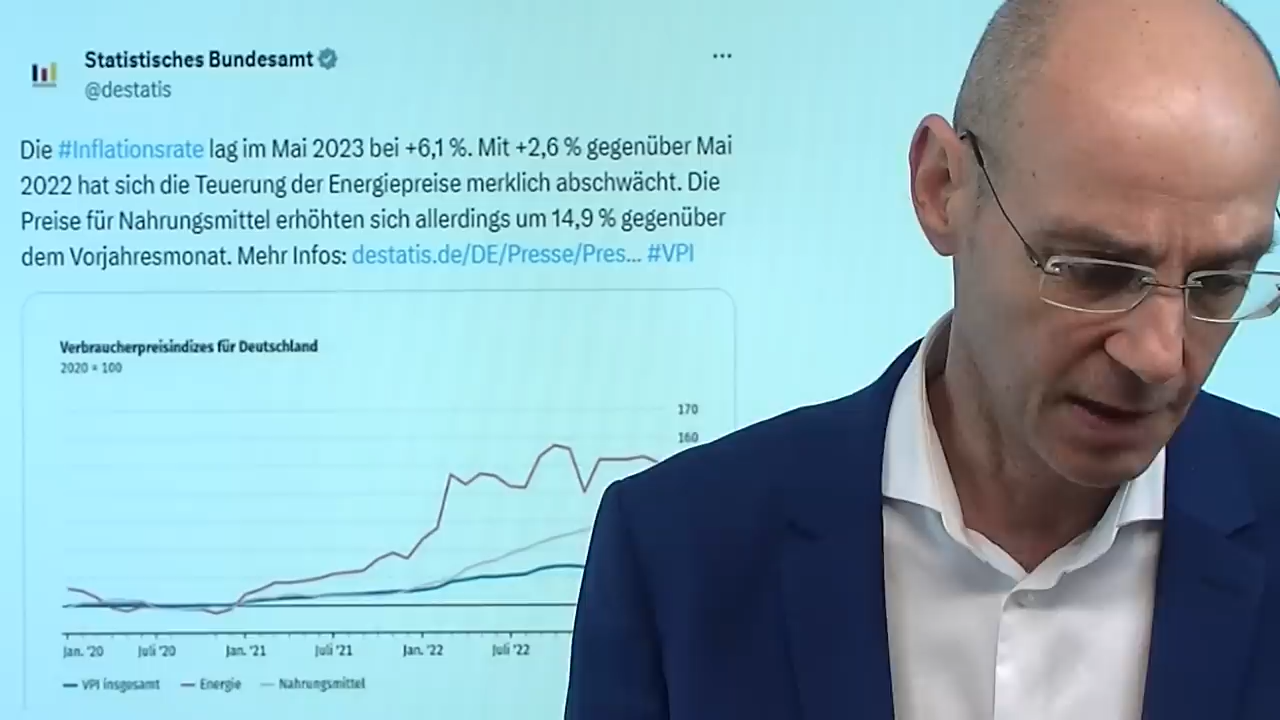 Statistisches Bundesamt
@destatis
Die #Inflationsrate lag im Mai 2023 bei +6,1 %. Mit +2,6 % gegenüber Mai
2022 hat sich die Teuerung der Energiepreise merklich abschwächt. Die
Preise für Nahrungsmittel erhöhten sich allerdings um 14,9 % gegenüber
dem Vorjahresmonat. Mehr Infos: destatis.de/DE/Presse/Pres... #VPI
Verbraucherpreisindizes für Deutschland
2020 = 100
170
160
Jan. '20 Juli '20 Jan. '21 Juli '21 Jan. '22 Juli '22
VPI insgesamt Energie Nahrungsmittel